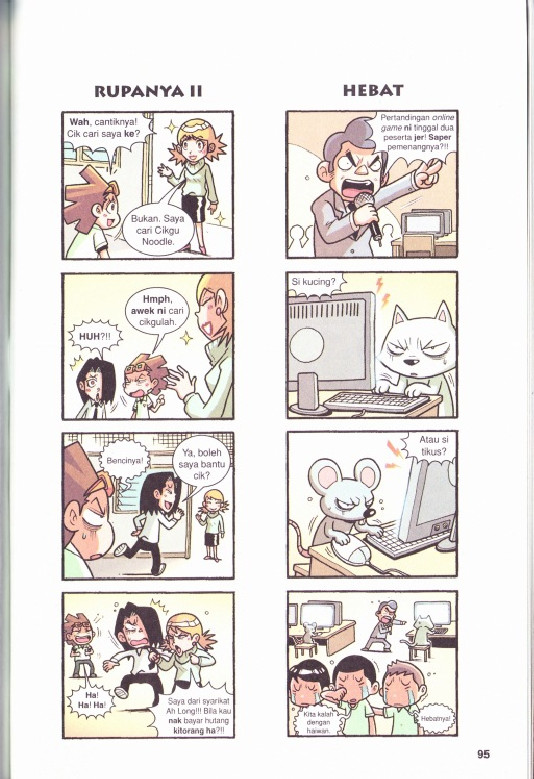 RUPANYA II
Wah, cantiknya!
Cik cari saya ke?
Bukan. Saya
cari Cikgu
Noodle.
Hmph,
awek ni cari
cikgulah.
HUH?!!
Bencinya!
Ya, boleh
saya bantu
cik?
Ha!
Ha! Ha!
Saya dari syarikat
Ah Long!!! Bila kau
nak bayar hutang
kitorang ha?!!
HEBAT
Pertandingan online
game ni tinggal dua
peserta jer! Saper
pemenangnya?!!
Si kucing?
Atau si
tikus?
Kita kalah
dengan
haiwan.
Hebatnya!
95